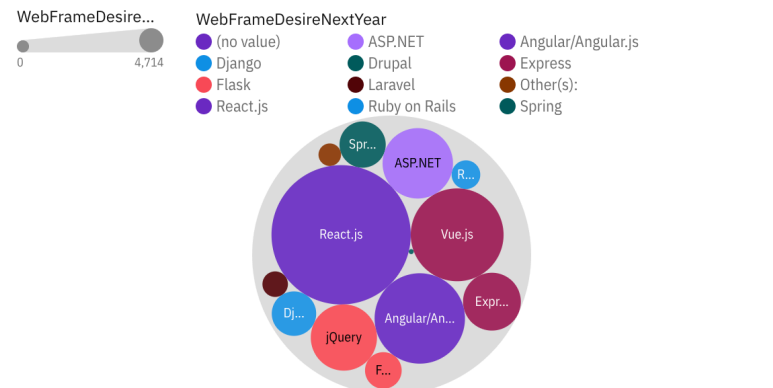 WebFrameDesire...
0
4,714
WebFrameDesireNextYear
(no value)
ASP.NET
Angular/Angular.js
Django
Drupal
Express
Flask
Laravel
Other(s):
React.js
Ruby on Rails
Spring
Spr...
ASP.NET
R...
React.js
Vue.js
Expr...
Dj...
Angular/An...
jQuery
F...